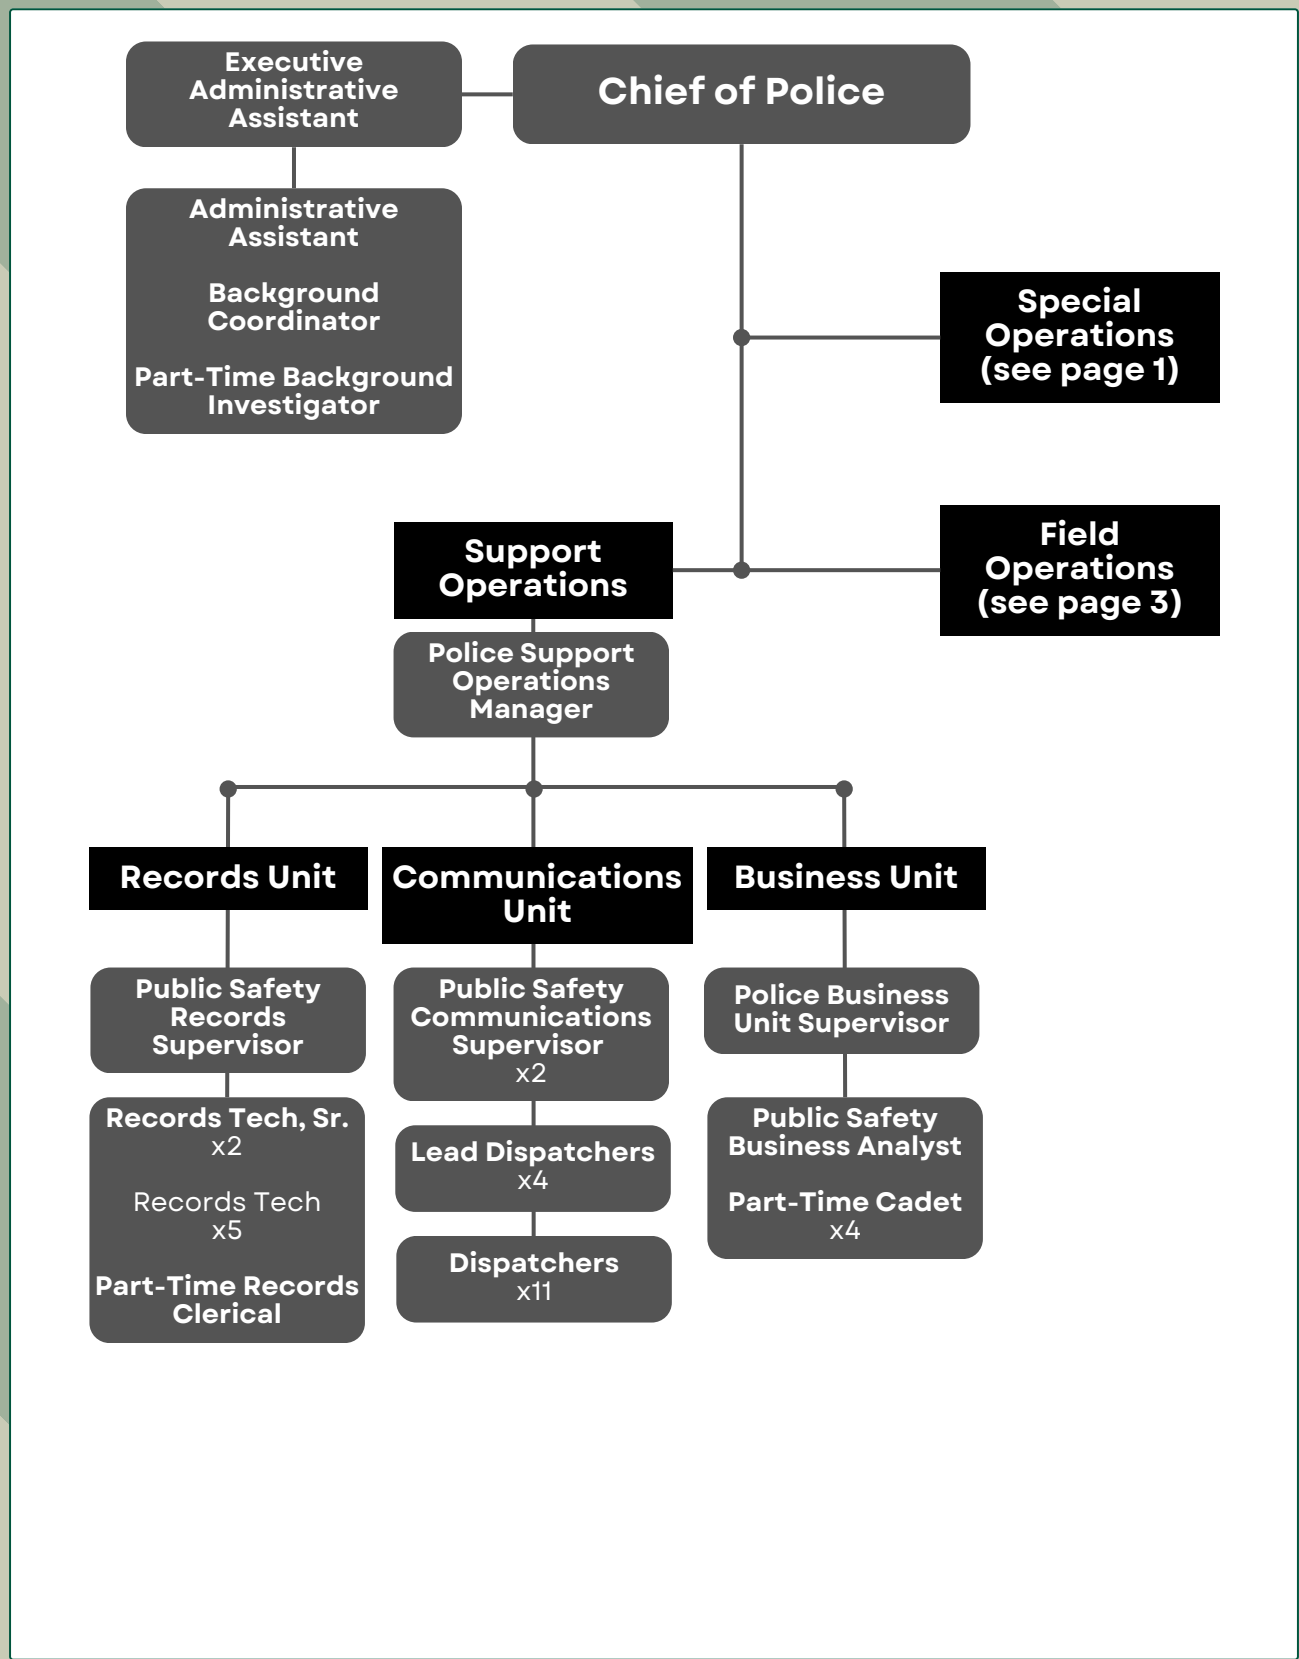 Executive
Administrative
Assistant
Chief of Police
Administrative
Assistant
Background
Coordinator
Part-Time Background
Investigator
Special
Operations
(see page 1)
Support
Operations
Field
Operations
(see page 3)
Police Support
Operations
Manager
Records Unit
Communications
Unit
Business Unit
Public Safety
Records
Supervisor
Public Safety
Communications
Supervisor
x2
Police Business
Unit Supervisor
Records Tech, Sr.
x2
Records Tech
x5
Part-Time Records
Clerical
Lead Dispatchers
x4
Dispatchers
x11
Public Safety
Business Analyst
Part-Time Cadet
x4